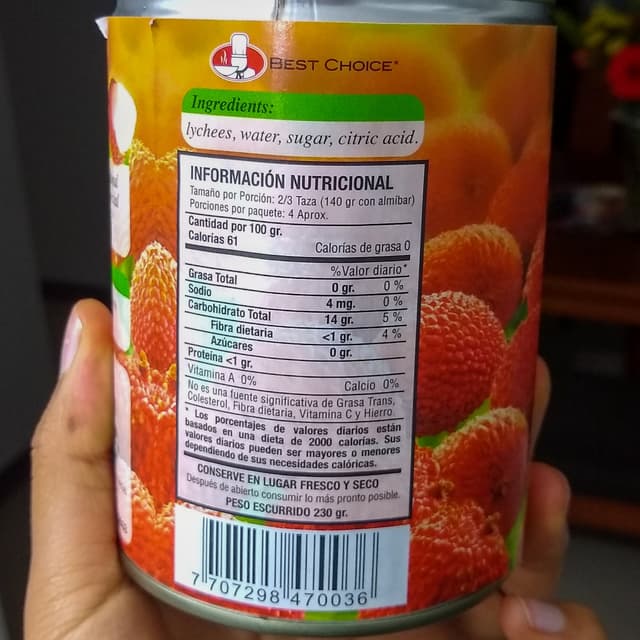 BEST CHOICE®
Ingredients:
lychees, water, sugar, citric acid.
INFORMACIÓN NUTRICIONAL
Tamaño por Porción: 2/3 Taza (140 gr con almíbar)
Porciones por paquete: 4 Aprox.
Cantidad por 100 gr.
Calorías 61 Calorías de grasa 0
%Valor diario*
Grasa Total 0 gr. 0 %
Sodio 4 mg. 0 %
Carbohidrato Total 14 gr. 5 %
Fibra dietaria <1 gr. 4 %
Azúcares 0 gr.
Proteína <1 gr.
Vitamina A 0% Calcio 0%
No es una fuente significativa de Grasa Trans,
Colesterol, Fibra dietaria, Vitamina C y Hierro.
* Los porcentajes de valores diarios están
basados en una dieta de 2000 calorías. Sus
valores diarios pueden ser mayores o menores
dependiendo de sus necesidades calóricas.
CONSERVE EN LUGAR FRESCO Y SECO
Después de abierto consumir lo más pronto posible.
PESO ESCURRIDO 230 gr.
7 707298 470036